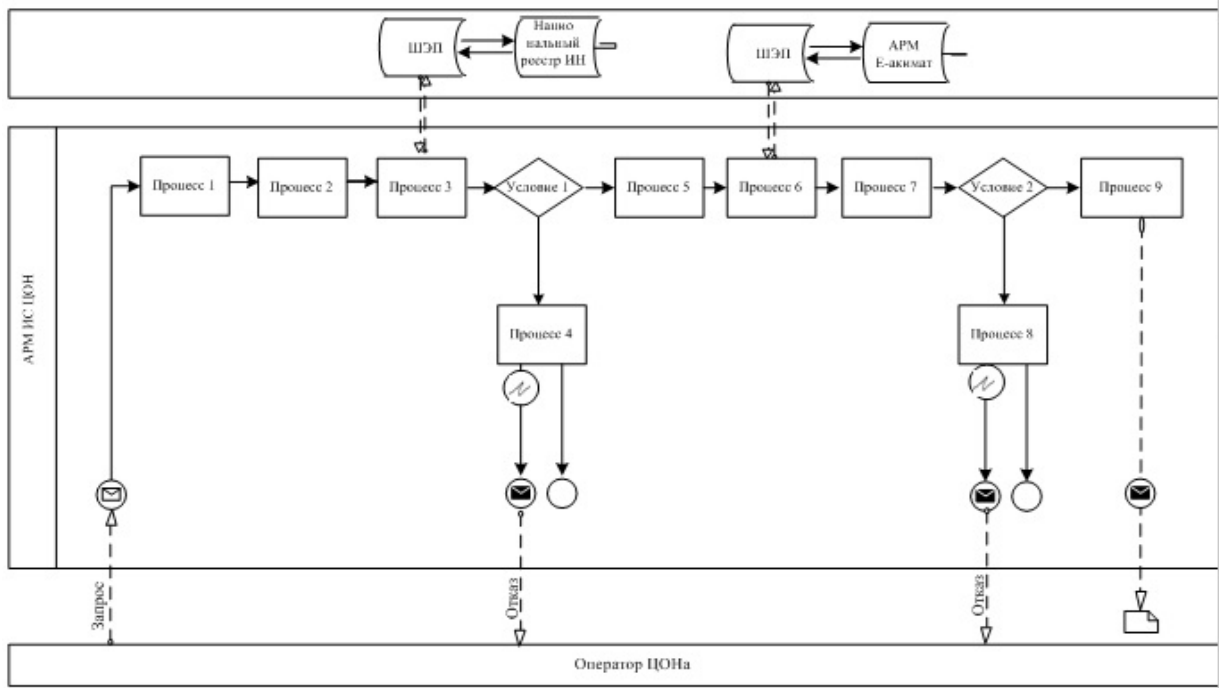 ШЭП
Нацио
нальный
реестр ИН
ШЭП
АРМ
Е-акимат
АРМ ИС ЦОН
Процесс 1
Процесс 2
Процесс 3
Условие 1
Процесс 5
Процесс 6
Процесс 7
Условие 2
Процесс 9
Процесс 4
Процесс 8
Запрос
Отказ
Отказ
Оператор ЦОНа